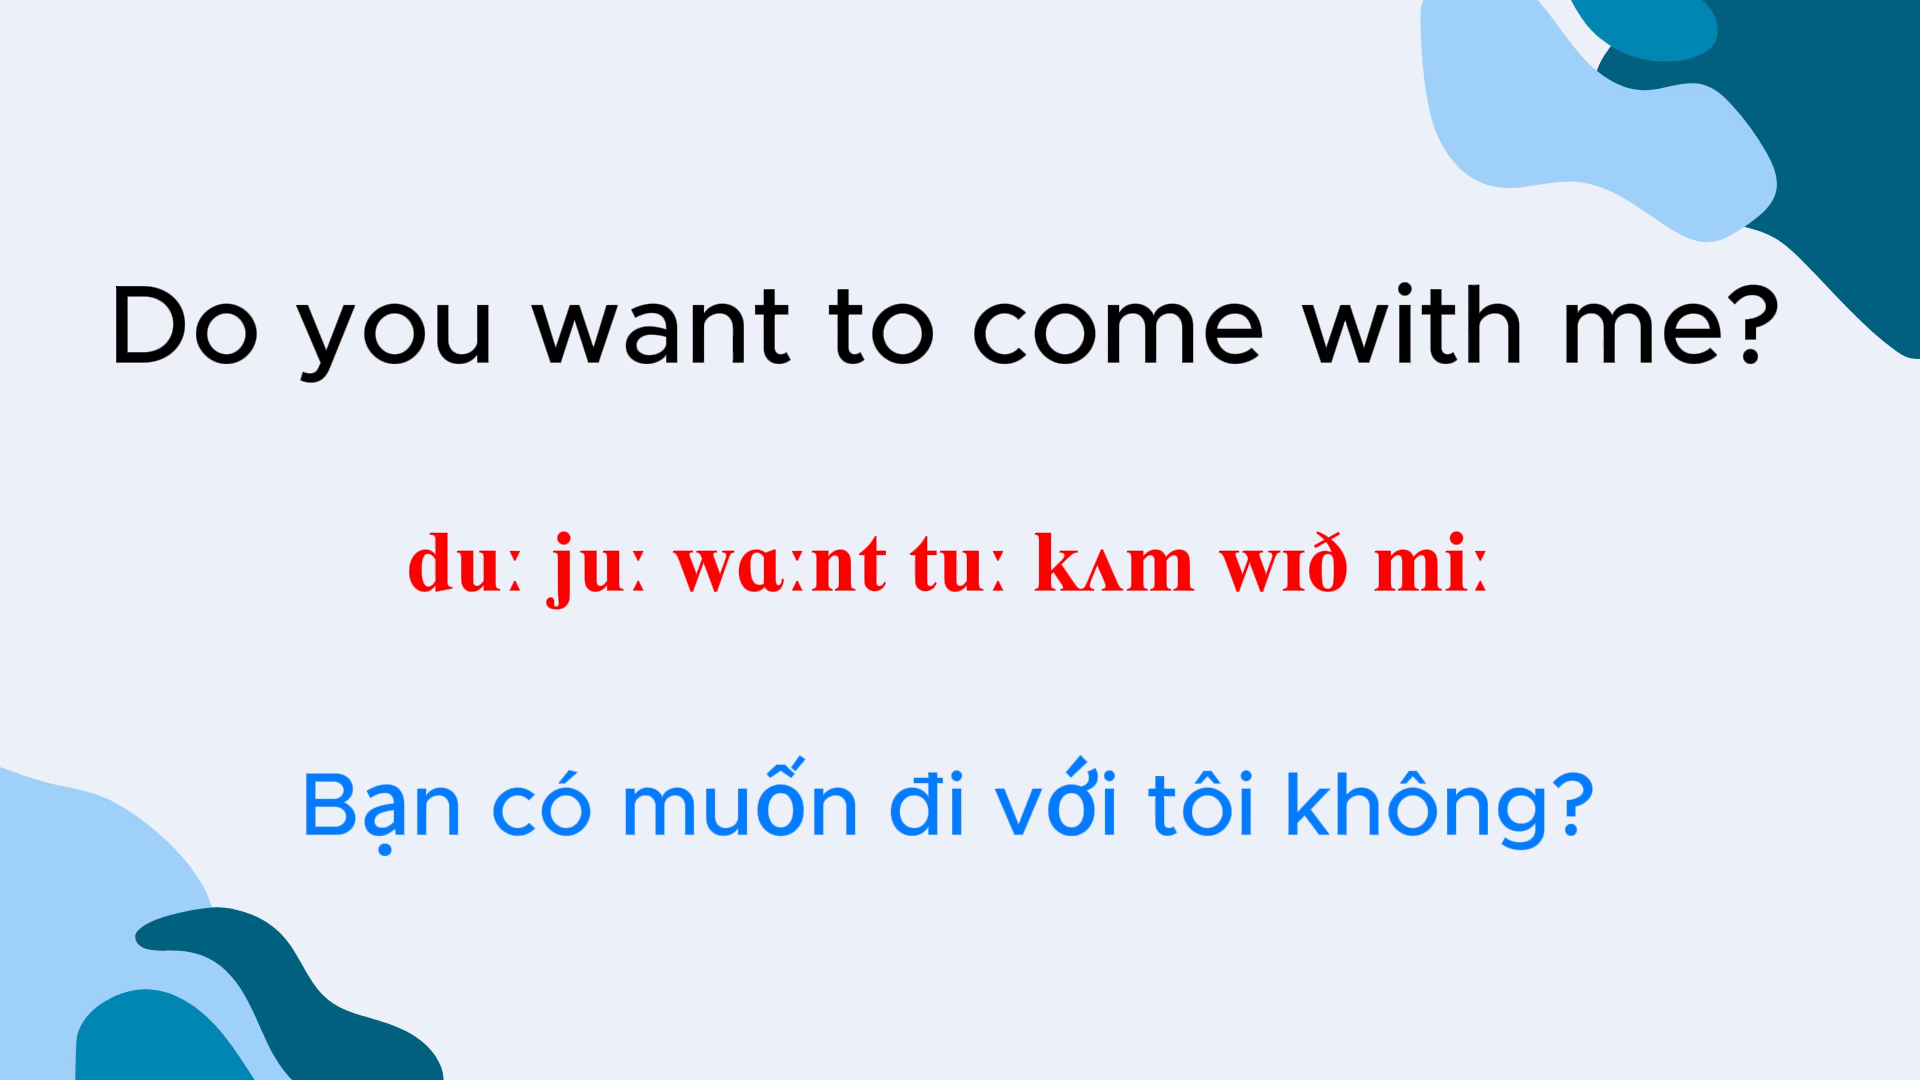 Do you want to come with me?
duː juː wɑːnt tuː kʌm wɪð miː
Bạn có muốn đi với tôi không?